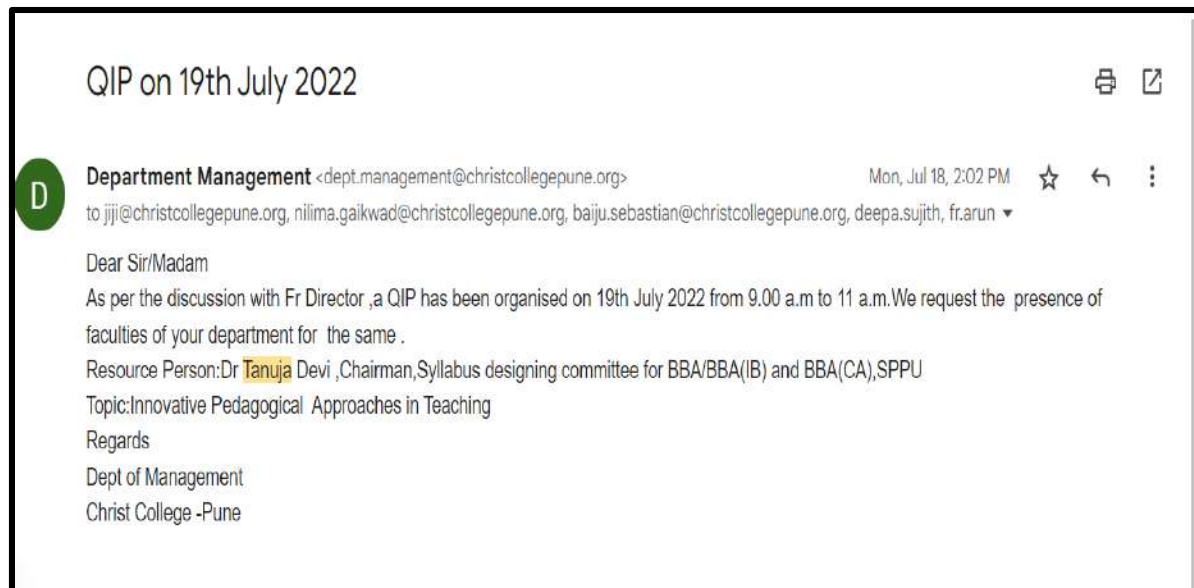 QIP on 19th July 2022
D
Department Management <dept.management@christcollegepune.org>
Mon, Jul 18, 2:02 PM
to jiji@christcollegepune.org, nilima.gaikwad@christcollegepune.org, baiju.sebastian@christcollegepune.org, deepa.sujith, fr.arun
Dear Sir/Madam
As per the discussion with Fr Director ,a QIP has been organised on 19th July 2022 from 9.00 a.m to 11 a.m.We request the presence of
faculties of your department for the same .
Resource Person:Dr Tanuja Devi ,Chairman,Syllabus designing committee for BBA/BBA(IB) and BBA(CA),SPPU
Topic:Innovative Pedagogical Approaches in Teaching
Regards
Dept of Management
Christ College -Pune